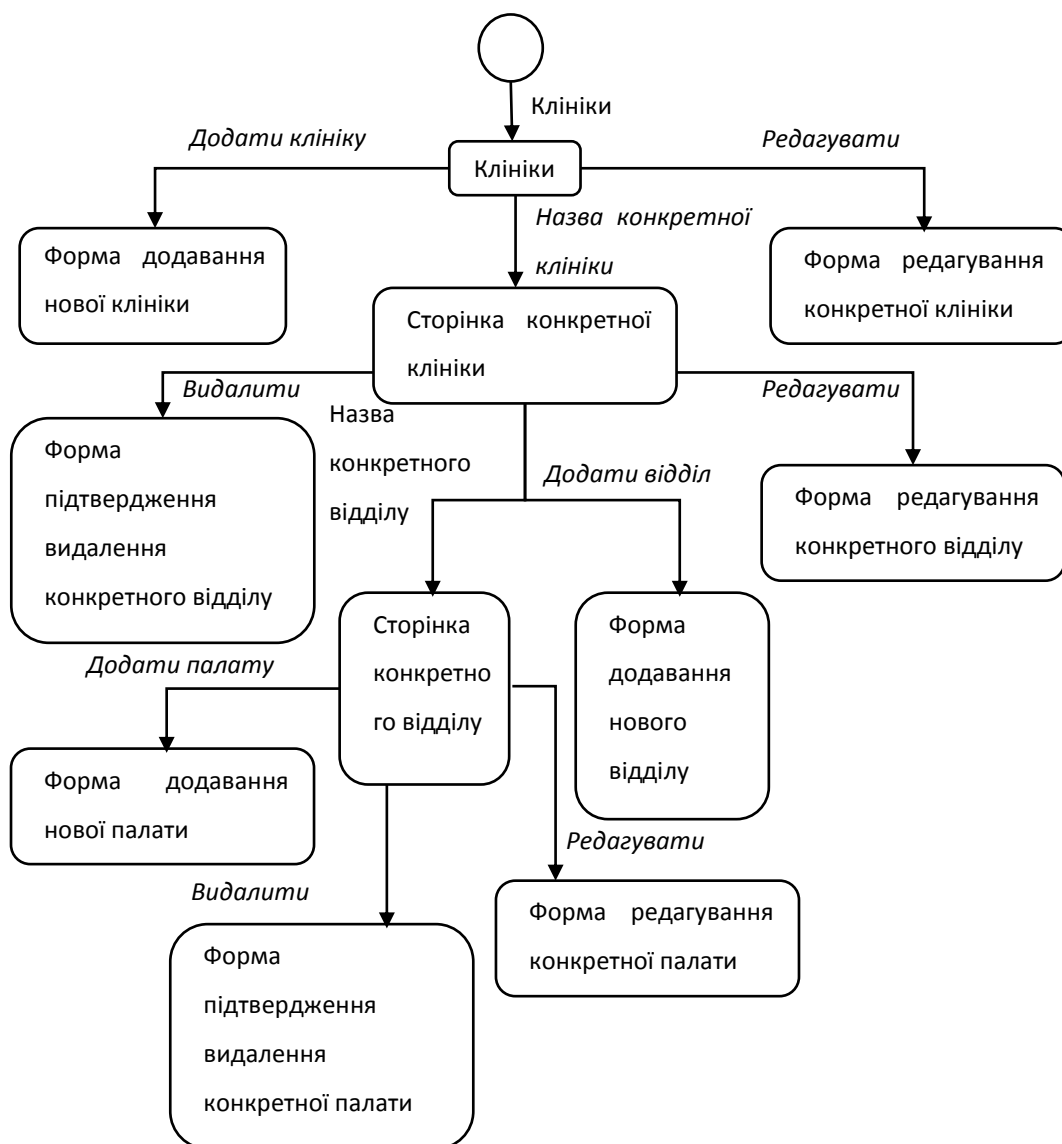 Клініки
Додати клініку
Редагувати
Клініки
Назва конкретної
клініки
Форма додавання
нової клініки
Форма редагування
конкретної клініки
Сторінка конкретної
клініки
Видалити
Редагувати
Назва
конкретного
відділу
Додати відділ
Форма
підтвердження
видалення
конкретного відділу
Форма редагування
конкретного відділу
Сторінка
конкретно
го відділу
Форма
додавання
нового
відділу
Додати палату
Форма додавання
нової палати
Редагувати
Видалити
Форма редагування
конкретної палати
Форма
підтвердження
видалення
конкретної палати